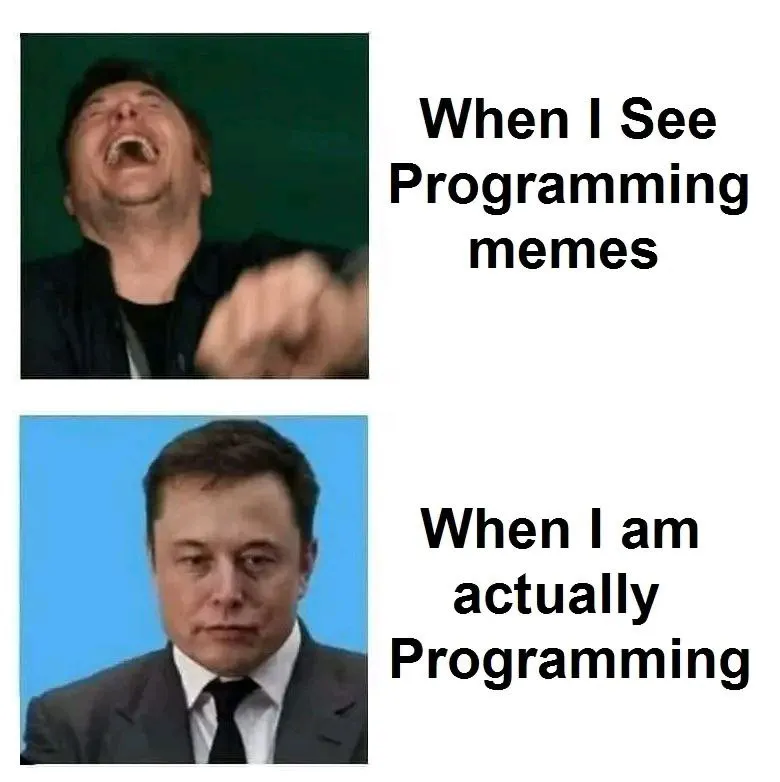 When I See
Programming
memes
When I am
actually
Programming